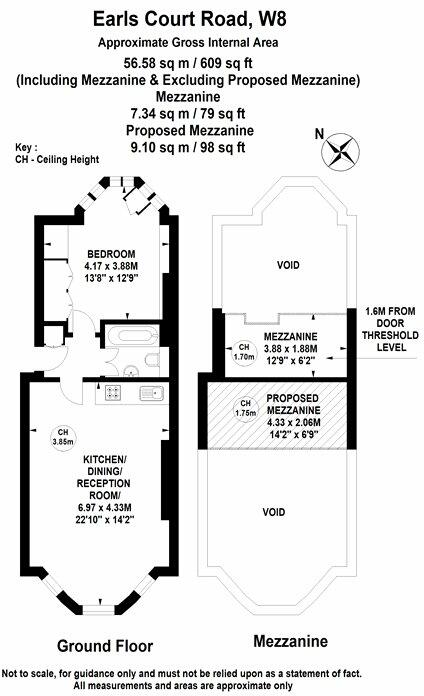 Earls Court Road, W8
Approximate Gross Internal Area
56.58 sq m / 609 sq ft
(Including Mezzanine & Excluding Proposed Mezzanine)
Mezzanine
7.34 sq m / 79 sq ft
Proposed Mezzanine
9.10 sq m / 98 sq ft
Key :
CH - Ceiling Height
N
BEDROOM
4.17 x 3.88M
13'8" x 12'9"
CH
3.85m
KITCHEN/
DINING/
RECEPTION
ROOM/
6.97 x 4.33M
22'10" x 14'2"
Ground Floor
VOID
1.6M FROM
DOOR
THRESHOLD
LEVEL
CH
1.70m
MEZZANINE
3.88 x 1.88M
12'9" x 6'2"
CH
1.75m
PROPOSED
MEZZANINE
4.33 x 2.06M
14'2" x 6'9"
VOID
Mezzanine
Not to scale, for guidance only and must not be relied upon as a statement of fact.
All measurements and areas are approximate only